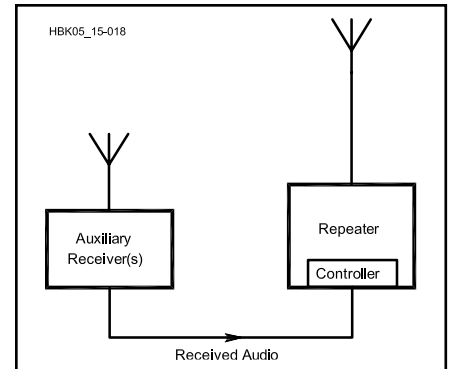 HBK05_15-018
Auxiliary
Receiver(s)
Repeater
Controller
Received Audio